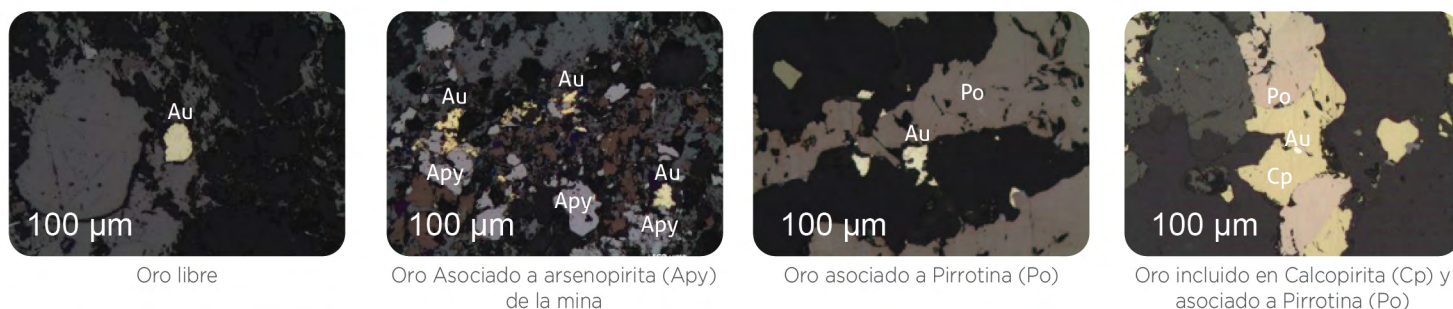 Au
100 µm
Oro libre
Au
Au
Apy
Au
Apy
Apy
100 µm
Oro Asociado a arsenopirita (Apy)
de la mina
Po
Au
100 µm
Oro asociado a Pirrotina (Po)
Po
Au
Cp
100 µm
Oro incluido en Calcopirita (Cp) y
asociado a Pirrotina (Po)